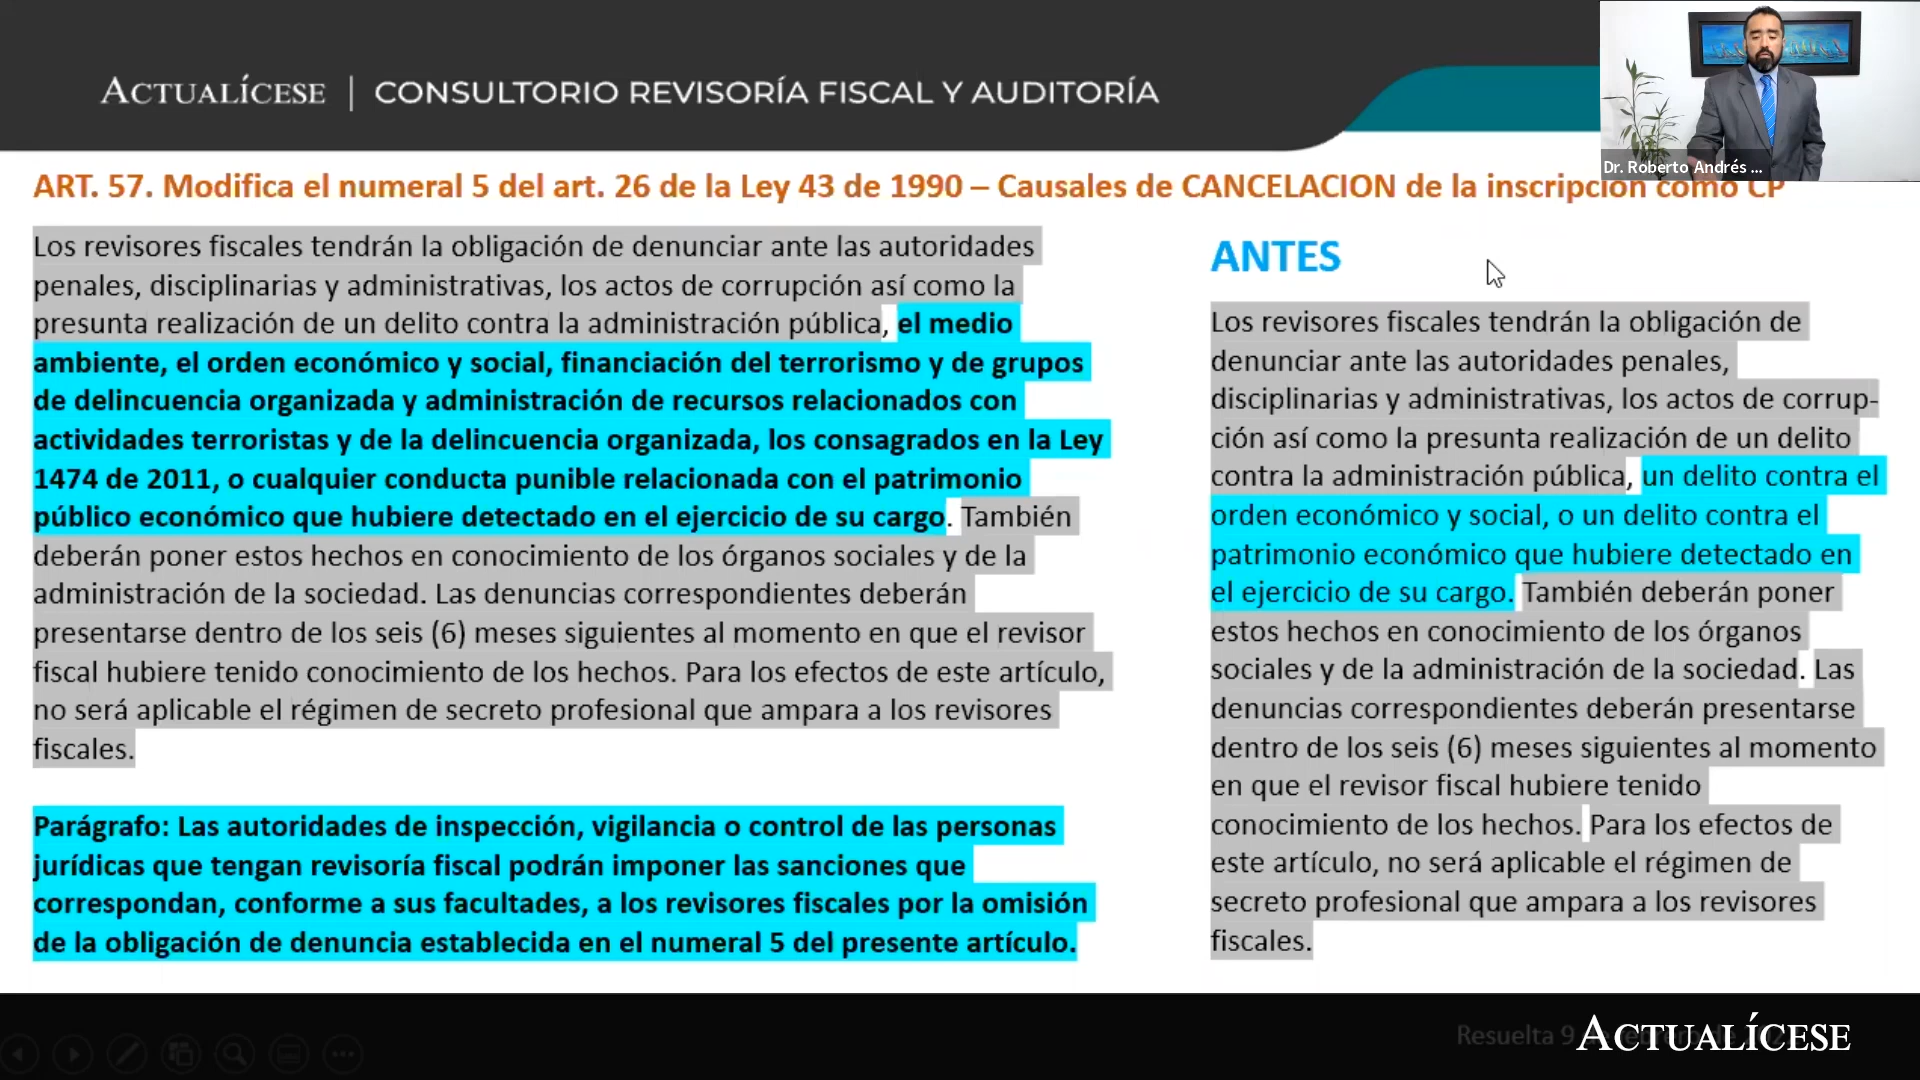 ACTUALÍCESE | CONSULTORIO REVISORÍA FISCAL Y AUDITORÍA
Dr. Roberto Andrés ...
ART. 57. Modifica el numeral 5 del art. 26 de la Ley 43 de 1990 – Causales de CANCELACION de la inscripción como CP
Los revisores fiscales tendrán la obligación de denunciar ante las autoridades
penales, disciplinarias y administrativas, los actos de corrupción así como la
presunta realización de un delito contra la administración pública, el medio
ambiente, el orden económico y social, financiación del terrorismo y de grupos
de delincuencia organizada y administración de recursos relacionados con
actividades terroristas y de la delincuencia organizada, los consagrados en la Ley
1474 de 2011, o cualquier conducta punible relacionada con el patrimonio
público económico que hubiere detectado en el ejercicio de su cargo. También
deberán poner estos hechos en conocimiento de los órganos sociales y de la
administración de la sociedad. Las denuncias correspondientes deberán
presentarse dentro de los seis (6) meses siguientes al momento en que el revisor
fiscal hubiere tenido conocimiento de los hechos. Para los efectos de este artículo,
no será aplicable el régimen de secreto profesional que ampara a los revisores
fiscales.
Parágrafo: Las autoridades de inspección, vigilancia o control de las personas
jurídicas que tengan revisoría fiscal podrán imponer las sanciones que
correspondan, conforme a sus facultades, a los revisores fiscales por la omisión
de la obligación de denuncia establecida en el numeral 5 del presente artículo.
ANTES
Los revisores fiscales tendrán la obligación de
denunciar ante las autoridades penales,
disciplinarias y administrativas, los actos de corrup-
ción así como la presunta realización de un delito
contra la administración pública, un delito contra el
orden económico y social, o un delito contra el
patrimonio económico que hubiere detectado en
el ejercicio de su cargo. También deberán poner
estos hechos en conocimiento de los órganos
sociales y de la administración de la sociedad. Las
denuncias correspondientes deberán presentarse
dentro de los seis (6) meses siguientes al momento
en que el revisor fiscal hubiere tenido
conocimiento de los hechos. Para los efectos de
este artículo, no será aplicable el régimen de
secreto profesional que ampara a los revisores
fiscales.
Resuelta 9
ACTUALÍCESE